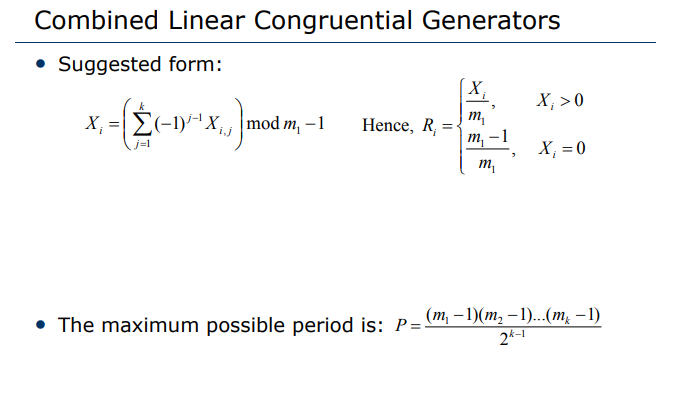 Combined Linear Congruential Generators
• Suggested form:
$X_i = \left( \sum_{j=1}^{k} (-1)^{j-1} X_{i,j} \right) \bmod m_1 - 1$ Hence, $R_i = \begin{cases} \dfrac{X_i}{m_1}, & X_i > 0 \\ \dfrac{m_1 - 1}{m_1}, & X_i = 0 \end{cases}$
• The maximum possible period is: $P = \dfrac{(m_1 - 1)(m_2 - 1)...(m_k - 1)}{2^{k-1}}$